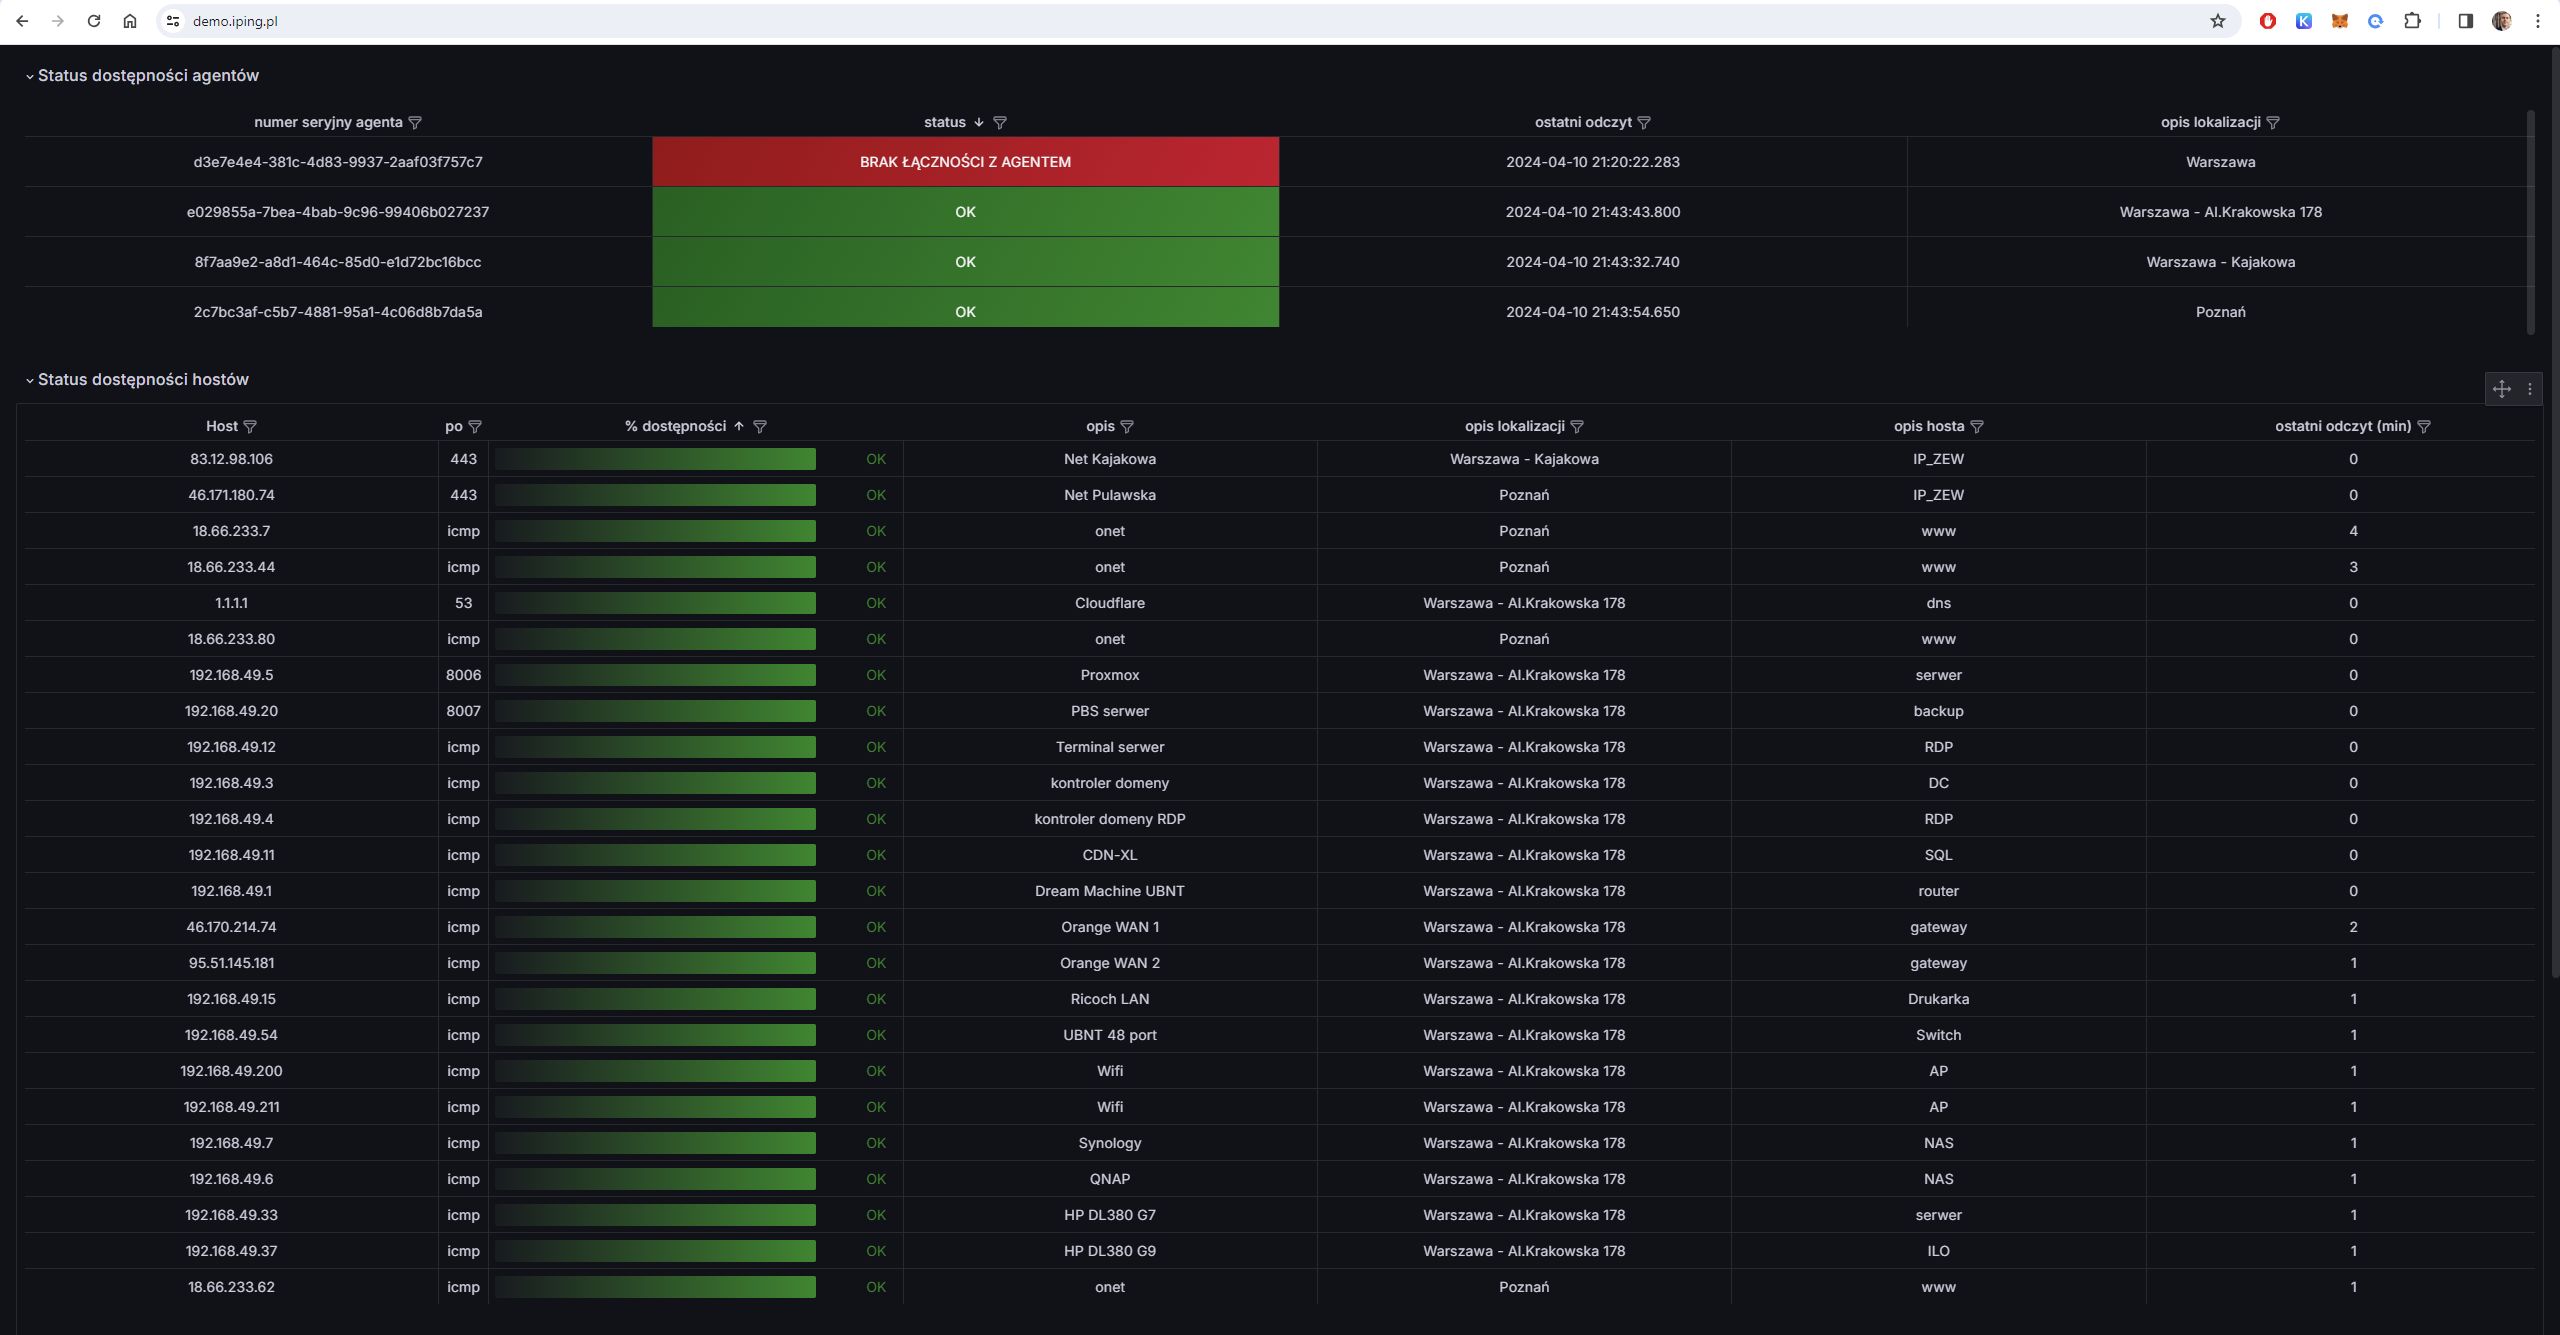 demo.iping.pl
Status dostępności agentów
numer seryjny agenta status ostatni odczyt opis lokalizacji
d3e7e4e4-381c-4d83-9937-2aaf03f757c7 BRAK ŁĄCZNOŚCI Z AGENTEM 2024-04-10 21:20:22.283 Warszawa
e029855a-7bea-4bab-9c96-99406b027237 OK 2024-04-10 21:43:43.800 Warszawa - Al.Krakowska 178
8f7aa9e2-a8d1-464c-85d0-e1d72bc16bcc OK 2024-04-10 21:43:32.740 Warszawa - Kajakowa
2c7bc3af-c5b7-4881-95a1-4c06d8b7da5a OK 2024-04-10 21:43:54.650 Poznań
Status dostępności hostów
Host po % dostępności opis opis lokalizacji opis hosta ostatni odczyt (min)
83.12.98.106 443 OK Net Kajakowa Warszawa - Kajakowa IP_ZEW 0
46.171.180.74 443 OK Net Pulawska Poznań IP_ZEW 0
18.66.233.7 icmp OK onet Poznań www 4
18.66.233.44 icmp OK onet Poznań www 3
1.1.1.1 53 OK Cloudflare Warszawa - Al.Krakowska 178 dns 0
18.66.233.80 icmp OK onet Poznań www 0
192.168.49.5 8006 OK Proxmox Warszawa - Al.Krakowska 178 serwer 0
192.168.49.20 8007 OK PBS serwer Warszawa - Al.Krakowska 178 backup 0
192.168.49.12 icmp OK Terminal serwer Warszawa - Al.Krakowska 178 RDP 0
192.168.49.3 icmp OK kontroler domeny Warszawa - Al.Krakowska 178 DC 0
192.168.49.4 icmp OK kontroler domeny RDP Warszawa - Al.Krakowska 178 RDP 0
192.168.49.11 icmp OK CDN-XL Warszawa - Al.Krakowska 178 SQL 0
192.168.49.1 icmp OK Dream Machine UBNT Warszawa - Al.Krakowska 178 router 0
46.170.214.74 icmp OK Orange WAN 1 Warszawa - Al.Krakowska 178 gateway 2
95.51.145.181 icmp OK Orange WAN 2 Warszawa - Al.Krakowska 178 gateway 1
192.168.49.15 icmp OK Ricoch LAN Warszawa - Al.Krakowska 178 Drukarka 1
192.168.49.54 icmp OK UBNT 48 port Warszawa - Al.Krakowska 178 Switch 1
192.168.49.200 icmp OK Wifi Warszawa - Al.Krakowska 178 AP 1
192.168.49.211 icmp OK Wifi Warszawa - Al.Krakowska 178 AP 1
192.168.49.7 icmp OK Synology Warszawa - Al.Krakowska 178 NAS 1
192.168.49.6 icmp OK QNAP Warszawa - Al.Krakowska 178 NAS 1
192.168.49.33 icmp OK HP DL380 G7 Warszawa - Al.Krakowska 178 serwer 1
192.168.49.37 icmp OK HP DL380 G9 Warszawa - Al.Krakowska 178 ILO 1
18.66.233.62 icmp OK onet Poznań www 1